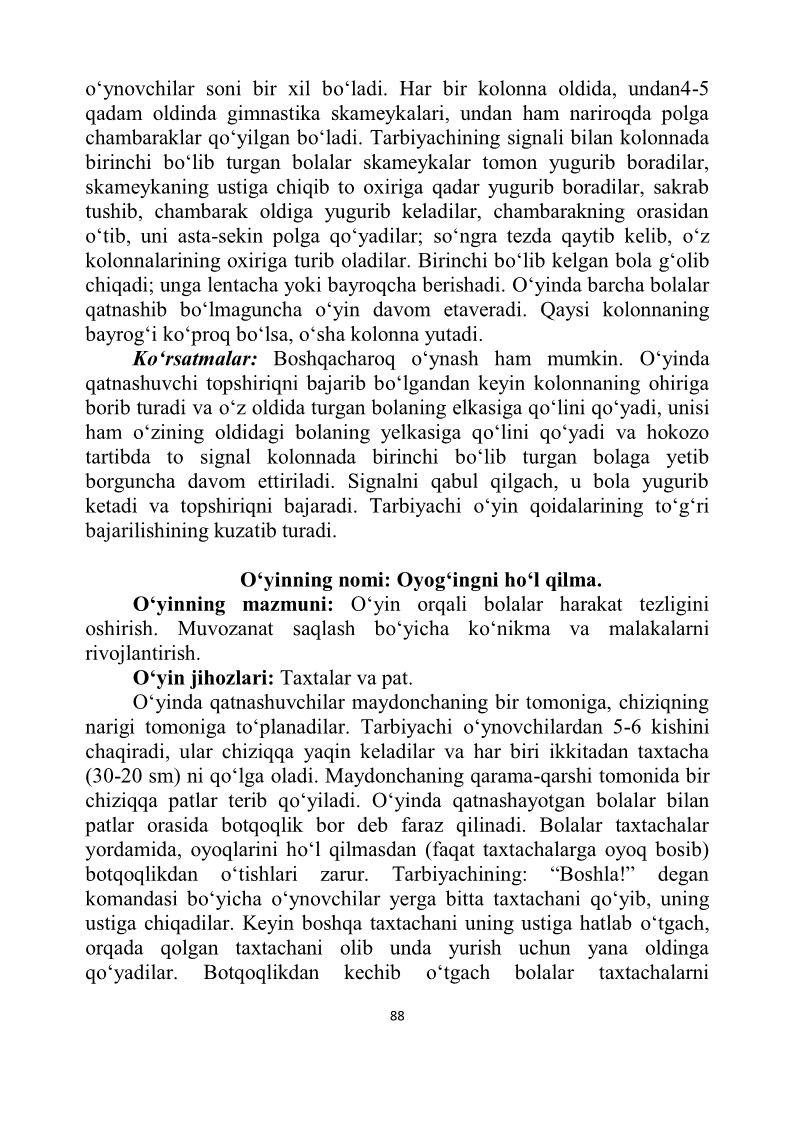 o‘ynovchilar soni bir xil bo‘ladi. Har bir kolonna oldida, undan4-5
qadam oldinda gimnastika skameykalari, undan ham nariroqda polga
chambaraklar qo‘yilgan bo‘ladi. Tarbiyachining signali bilan kolonnada
birinchi bo‘lib turgan bolalar skameykalar tomon yugurib boradilar,
skameykaning ustiga chiqib to oxiriga qadar yugurib boradilar, sakrab
tushib, chambarak oldiga yugurib keladilar, chambarakning orasidan
o‘tib, uni asta-sekin polga qo‘yadilar; so‘ngra tezda qaytib kelib, o‘z
kolonnalarining oxiriga turib oladilar. Birinchi bo‘lib kelgan bola g‘olib
chiqadi; unga lentacha yoki bayroqcha berishadi. O‘yinda barcha bolalar
qatnashib bo‘lmaguncha o‘yin davom etaveradi. Qaysi kolonnaning
bayrog‘i ko‘proq bo‘lsa, o‘sha kolonna yutadi.
Ko‘rsatmalar: Boshqacharoq o‘ynash ham mumkin. O‘yinda
qatnashuvchi topshiriqni bajarib bo‘lgandan keyin kolonnaning ohiriga
borib turadi va o‘z oldida turgan bolaning elkasiga qo‘lini qo‘yadi, unisi
ham o‘zining oldidagi bolaning yelkasiga qo‘lini qo‘yadi va hokozo
tartibda to signal kolonnada birinchi bo‘lib turgan bolaga yetib
borguncha davom ettiriladi. Signalni qabul qilgach, u bola yugurib
ketadi va topshiriqni bajaradi. Tarbiyachi o‘yin qoidalarining to‘g‘ri
bajarilishining kuzatib turadi.
O‘yinning nomi: Oyog‘ingni ho‘l qilma.
O‘yinning mazmuni: O‘yin orqali bolalar harakat tezligini
oshirish. Muvozanat saqlash bo‘yicha ko‘nikma va malakalarni
rivojlantirish.
O‘yin jihozlari: Taxtalar va pat.
O‘yinda qatnashuvchilar maydonchaning bir tomoniga, chiziqning
narigi tomoniga to‘planadilar. Tarbiyachi o‘ynovchilardan 5-6 kishini
chaqiradi, ular chiziqqa yaqin keladilar va har biri ikkitadan taxtacha
(30-20 sm) ni qo‘lga oladi. Maydonchaning qarama-qarshi tomonida bir
chiziqqa patlar terib qo‘yiladi. O‘yinda qatnashayotgan bolalar bilan
patlar orasida botqoqlik bor deb faraz qilinadi. Bolalar taxtachalar
yordamida, oyoqlarini ho‘l qilmasdan (faqat taxtachalarga oyoq bosib)
botqoqlikdan o‘tishlari zarur. Tarbiyachining: “Boshla!” degan
komandasi bo‘yicha o‘ynovchilar yerga bitta taxtachani qo‘yib, uning
ustiga chiqadilar. Keyin boshqa taxtachani uning ustiga hatlab o‘tgach,
orqada qolgan taxtachani olib unda yurish uchun yana oldinga
qo‘yadilar. Botqoqlikdan kechib o‘tgach bolalar taxtachalarni
88